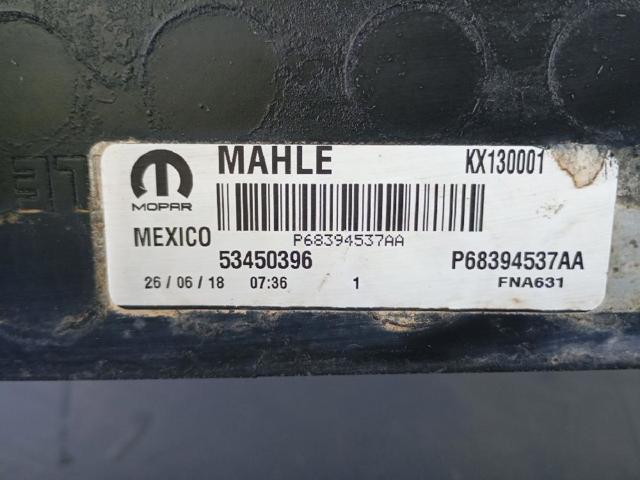 MAHLE KX130001
MOPAR
P68394537AA
MEXICO 53450396 P68394537AA
26 / 06 / 18 07:36 1 FNA631